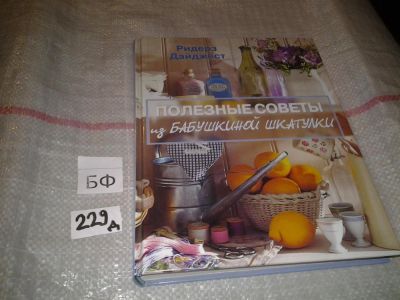 Ридерз
Дайджест
ПОЛЕЗНЫЕ СОВЕТЫ
из БАБУШКИНОЙ ШКАТУЛКИ
БФ
229д